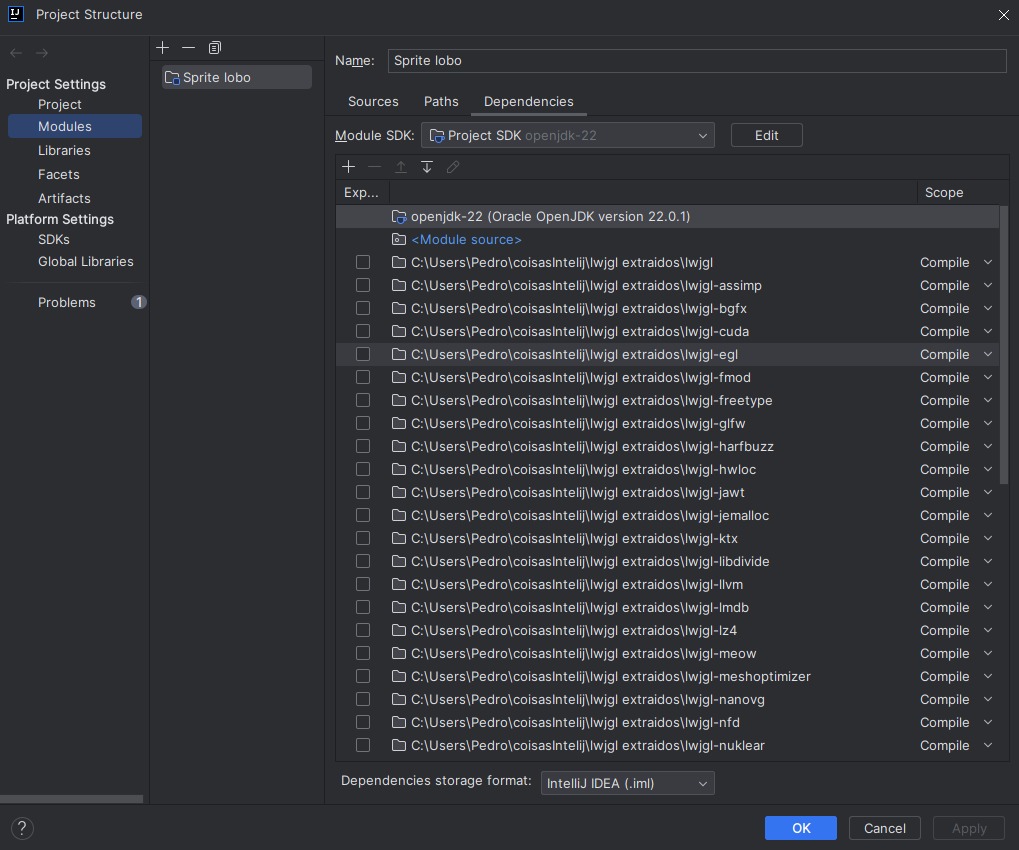 Project Structure
Project Settings
Project
Modules
Libraries
Facets
Artifacts
Platform Settings
SDKs
Global Libraries
Problems 1
Sprite lobo
Name: Sprite lobo
Sources Paths Dependencies
Module SDK: Project SDK openjdk-22 Edit
Exp... Scope
openjdk-22 (Oracle OpenJDK version 22.0.1)
<Module source>
C:\Users\Pedro\coisasIntelij\lwjgl extraidos\lwjgl Compile
C:\Users\Pedro\coisasIntelij\lwjgl extraidos\lwjgl-assimp Compile
C:\Users\Pedro\coisasIntelij\lwjgl extraidos\lwjgl-bgfx Compile
C:\Users\Pedro\coisasIntelij\lwjgl extraidos\lwjgl-cuda Compile
C:\Users\Pedro\coisasIntelij\lwjgl extraidos\lwjgl-egl Compile
C:\Users\Pedro\coisasIntelij\lwjgl extraidos\lwjgl-fmod Compile
C:\Users\Pedro\coisasIntelij\lwjgl extraidos\lwjgl-freetype Compile
C:\Users\Pedro\coisasIntelij\lwjgl extraidos\lwjgl-glfw Compile
C:\Users\Pedro\coisasIntelij\lwjgl extraidos\lwjgl-harfbuzz Compile
C:\Users\Pedro\coisasIntelij\lwjgl extraidos\lwjgl-hwloc Compile
C:\Users\Pedro\coisasIntelij\lwjgl extraidos\lwjgl-jawt Compile
C:\Users\Pedro\coisasIntelij\lwjgl extraidos\lwjgl-jemalloc Compile
C:\Users\Pedro\coisasIntelij\lwjgl extraidos\lwjgl-ktx Compile
C:\Users\Pedro\coisasIntelij\lwjgl extraidos\lwjgl-libdivide Compile
C:\Users\Pedro\coisasIntelij\lwjgl extraidos\lwjgl-llvm Compile
C:\Users\Pedro\coisasIntelij\lwjgl extraidos\lwjgl-lmdb Compile
C:\Users\Pedro\coisasIntelij\lwjgl extraidos\lwjgl-lz4 Compile
C:\Users\Pedro\coisasIntelij\lwjgl extraidos\lwjgl-meow Compile
C:\Users\Pedro\coisasIntelij\lwjgl extraidos\lwjgl-meshoptimizer Compile
C:\Users\Pedro\coisasIntelij\lwjgl extraidos\lwjgl-nanovg Compile
C:\Users\Pedro\coisasIntelij\lwjgl extraidos\lwjgl-nfd Compile
C:\Users\Pedro\coisasIntelij\lwjgl extraidos\lwjgl-nuklear Compile
Dependencies storage format: IntelliJ IDEA (.iml)
? OK Cancel Apply